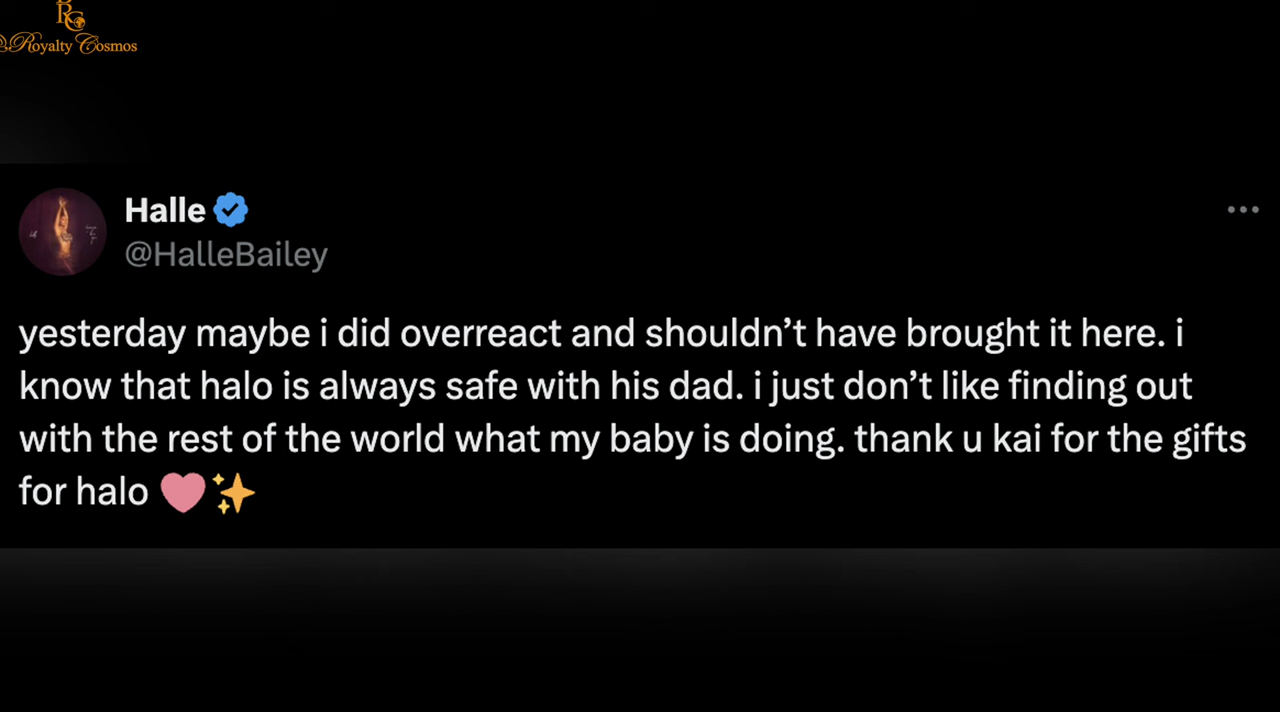 RC
Royalty Cosmos
Halle
@HalleBailey
yesterday maybe i did overreact and shouldn’t have brought it here. i
know that halo is always safe with his dad. i just don’t like finding out
with the rest of the world what my baby is doing. thank u kai for the gifts
for halo 🩷✨